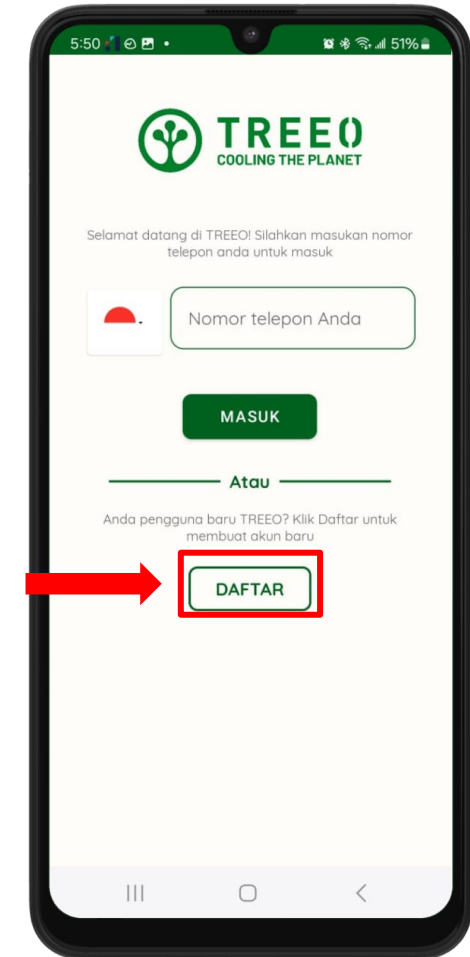 5:50
51%
TREEO
COOLING THE PLANET
Selamat datang di TREEO! Silahkan masukan nomor
telepon anda untuk masuk
Nomor telepon Anda
MASUK
Atau
Anda pengguna baru TREEO? Klik Daftar untuk
membuat akun baru
DAFTAR